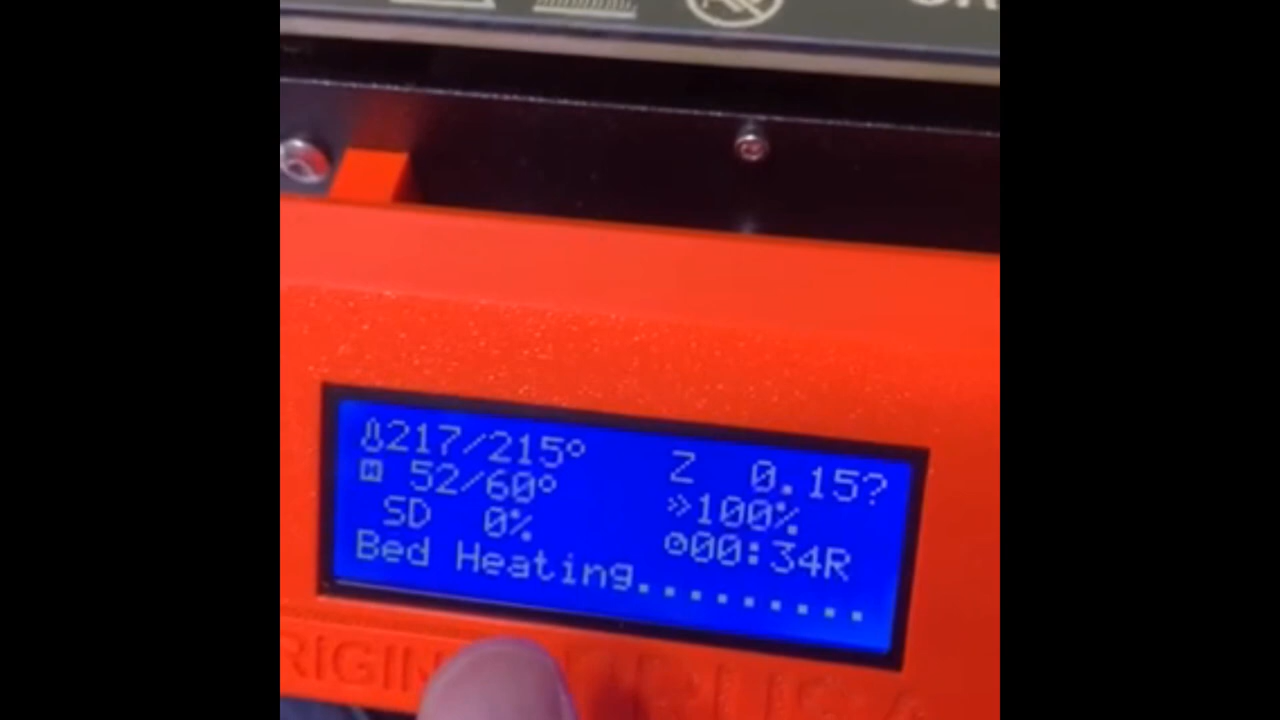 217/215° Z 0.15?
52/60° 100%
SD 0% 00:34R
Bed Heating.........